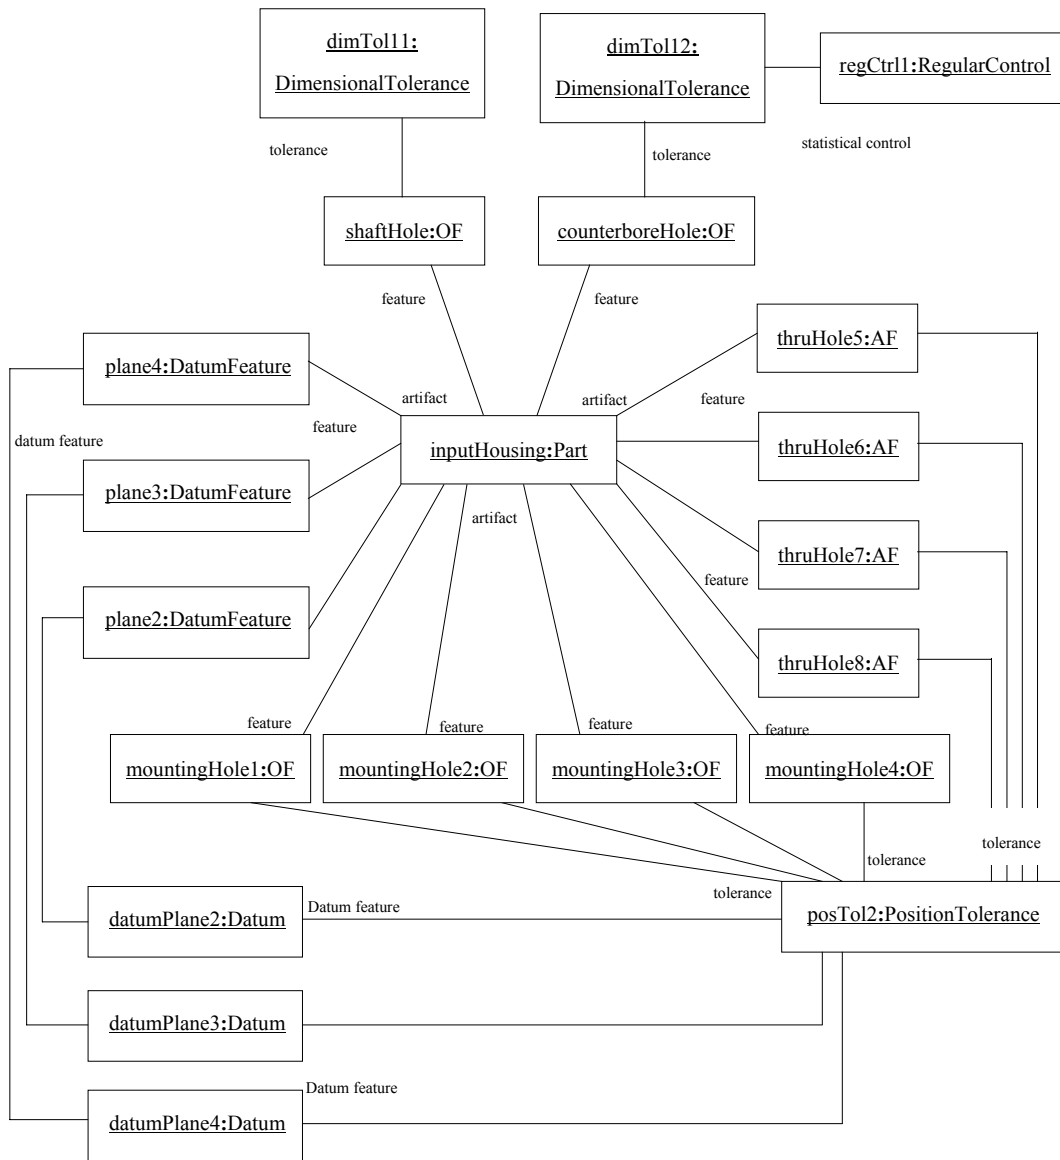 dimTol11:
DimensionalTolerance
dimTol12:
DimensionalTolerance
regCtrl1:RegularControl
tolerance
tolerance
statistical control
shaftHole:OF
counterboreHole:OF
feature
feature
plane4:DatumFeature
thruHole5:AF
artifact
artifact
feature
feature
datum feature
inputHousing:Part
thruHole6:AF
plane3:DatumFeature
artifact
thruHole7:AF
feature
plane2:DatumFeature
thruHole8:AF
feature
feature
feature
feature
mountingHole1:OF
mountingHole2:OF
mountingHole3:OF
mountingHole4:OF
tolerance
tolerance
tolerance
Datum feature
datumPlane2:Datum
posTol2:PositionTolerance
datumPlane3:Datum
Datum feature
datumPlane4:Datum